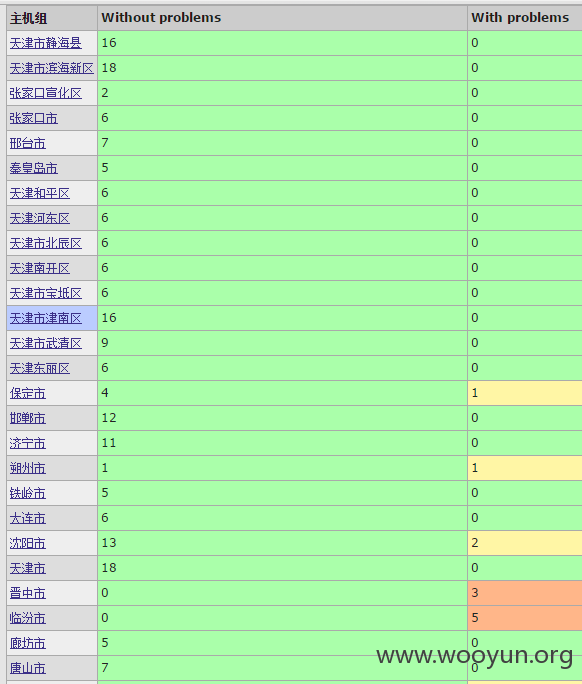 主机组 Without problems With problems
天津市静海县 16 0
天津市滨海新区 18 0
张家口宣化区 2 0
张家口市 6 0
邢台市 7 0
秦皇岛市 5 0
天津和平区 6 0
天津河东区 6 0
天津市北辰区 6 0
天津南开区 6 0
天津市宝坻区 6 0
天津市津南区 16 0
天津市武清区 9 0
天津东丽区 6 0
保定市 4 1
邯郸市 12 0
济宁市 11 0
朔州市 1 1
铁岭市 5 0
大连市 6 0
沈阳市 13 2
天津市 18 0
晋中市 0 3
临汾市 0 5
廊坊市 5 0
www.wooyun.org
唐山市 7 0